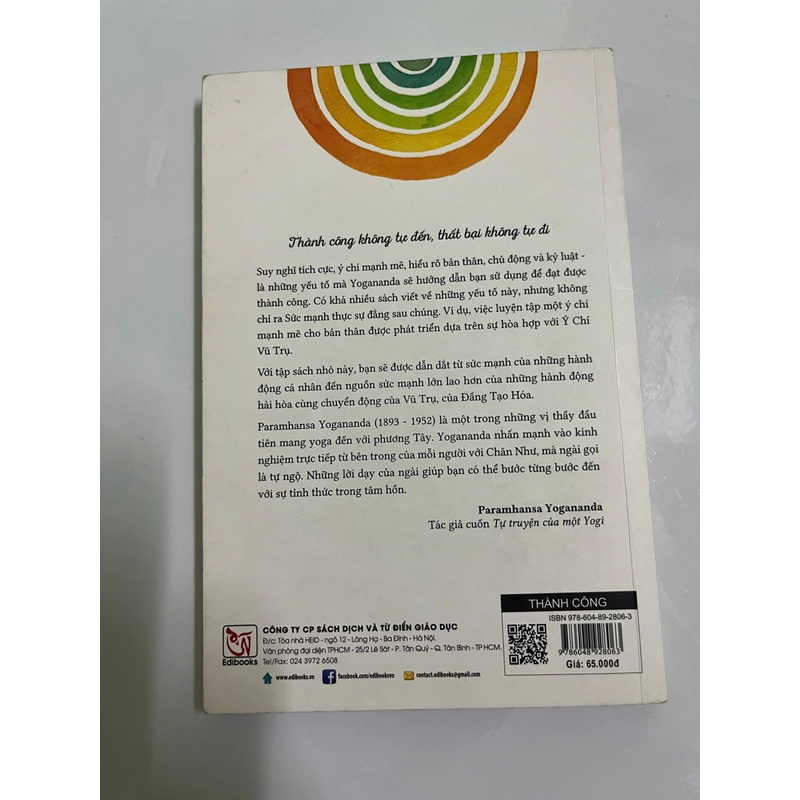 Thành công không tự đến, thất bại không tự đi
Suy nghĩ tích cực, ý chí mạnh mẽ, hiểu rõ bản thân, chủ động và kỷ luật -
là những yếu tố mà Yogananda sẽ hướng dẫn bạn sử dụng để đạt được
thành công. Có khá nhiều sách viết về những yếu tố này, nhưng không
chỉ ra Sức mạnh thực sự đằng sau chúng. Ví dụ, việc luyện tập một ý chí
mạnh mẽ cho bản thân được phát triển dựa trên sự hòa hợp với Ý Chí
Vũ Trụ.
Với tập sách nhỏ này, bạn sẽ được dẫn dắt từ sức mạnh của những hành
động cá nhân đến nguồn sức mạnh lớn lao hơn của những hành động
hài hòa cùng chuyển động của Vũ Trụ, của Đấng Tạo Hóa.
Paramhansa Yogananda (1893 - 1952) là một trong những vị thầy đầu
tiên mang yoga đến với phương Tây. Yogananda nhấn mạnh vào kinh
nghiệm trực tiếp từ bên trong của mỗi người với Chân Như, mà ngài gọi
là tự ngộ. Những lời dạy của ngài giúp bạn có thể bước từng bước đến
với sự tỉnh thức trong tâm hồn.
Paramhansa Yogananda
Tác giả cuốn Tự truyện của một Yogi
THÀNH CÔNG
ISBN 978-604-89-2806-3
9 786048 928063
Giá: 65.000đ
Edibooks
CÔNG TY CP SÁCH DỊCH VÀ TỪ ĐIỂN GIÁO DỤC
Đ/c: Tòa nhà HEID - ngõ 12 - Láng Hạ - Ba Đình - Hà Nội.
Văn phòng đại diện TPHCM - 25/2 Lê Sát - P. Tân Quý - Q. Tân Bình - TP HCM.
Tel/Fax: 024 3972 6508
www.edibooks.vn facebook.com/edibooksvn contact.edibooks@gmail.com